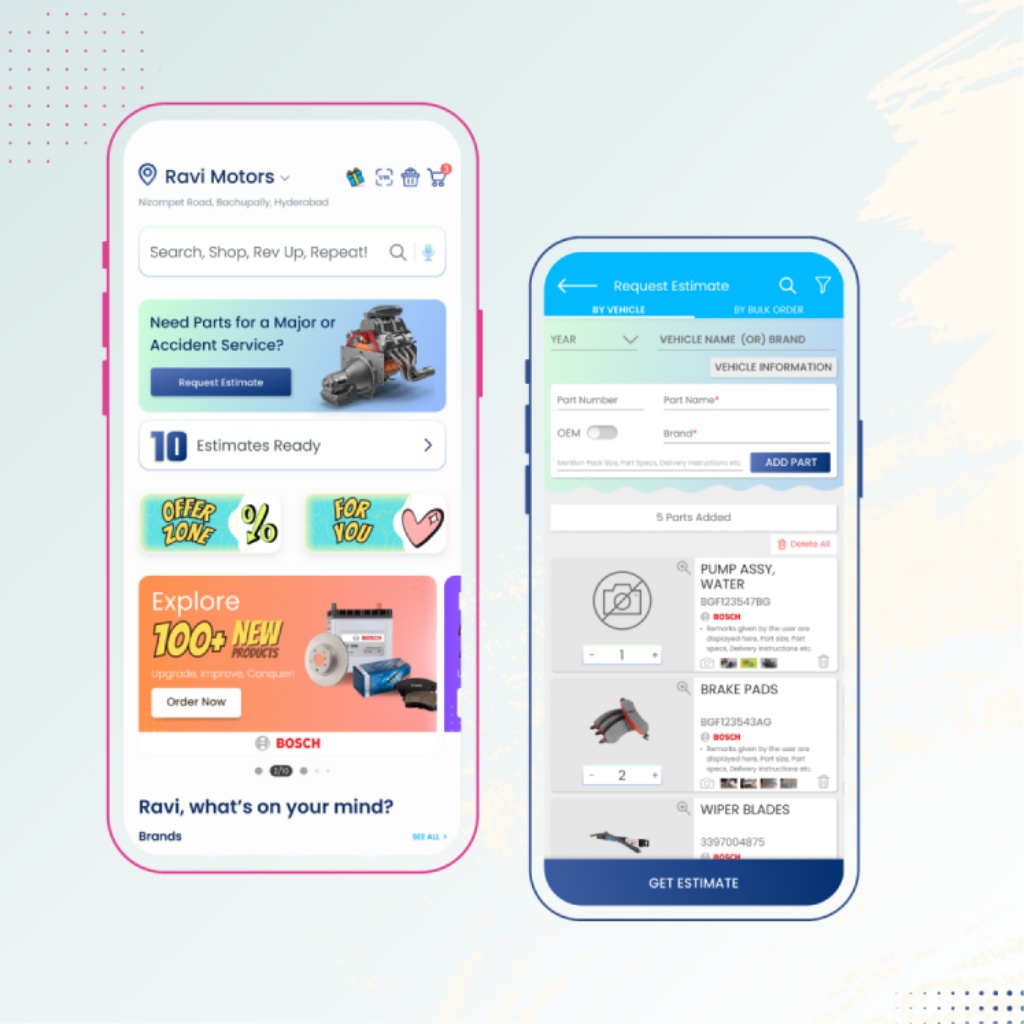 Ravi Motors
VIN
3
Nizampet Road, Bachupally, Hyderabad
Search, Shop, Rev Up, Repeat!
Need Parts for a Major or
Accident Service?
Request Estimate
10 Estimates Ready
OFFER
ZONE
%
FOR
YOU
Explore
100+ NEW
PRODUCTS
Upgrade, Improve, Conquer!
Order Now
BOSCH
BOSCH
2/10
Ravi, what's on your mind?
Brands
SEE ALL >
Request Estimate
BY VEHICLE
BY BULK ORDER
YEAR
VEHICLE NAME (OR) BRAND
VEHICLE INFORMATION
Part Number
Part Name*
OEM
Brand*
Mention Pack Size, Part Specs, Delivery Instructions etc.
ADD PART
5 Parts Added
Delete All
PUMP ASSY,
WATER
BGF123547BG
BOSCH
• Remarks given by the user are
displayed here, Part size, Part
specs, Delivery Instructions etc.
- 1 +
BRAKE PADS
BGF123543AG
BOSCH
• Remarks given by the user are
displayed here, Part size, Part
specs, Delivery Instructions etc.
- 2 +
WIPER BLADES
3397004875
BOSCH
GET ESTIMATE